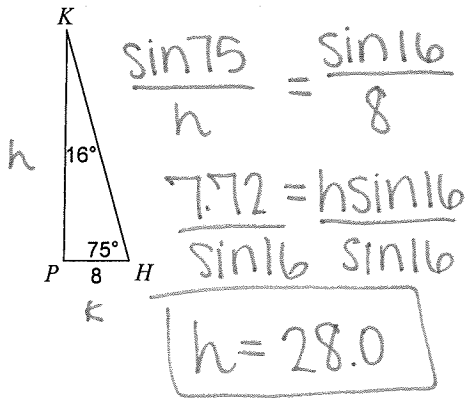 K
sin75 / h = sin16 / 8
h
16°
7.72 / sin16 = hsin16 / sin16
75°
P 8 H
K
h = 28.0